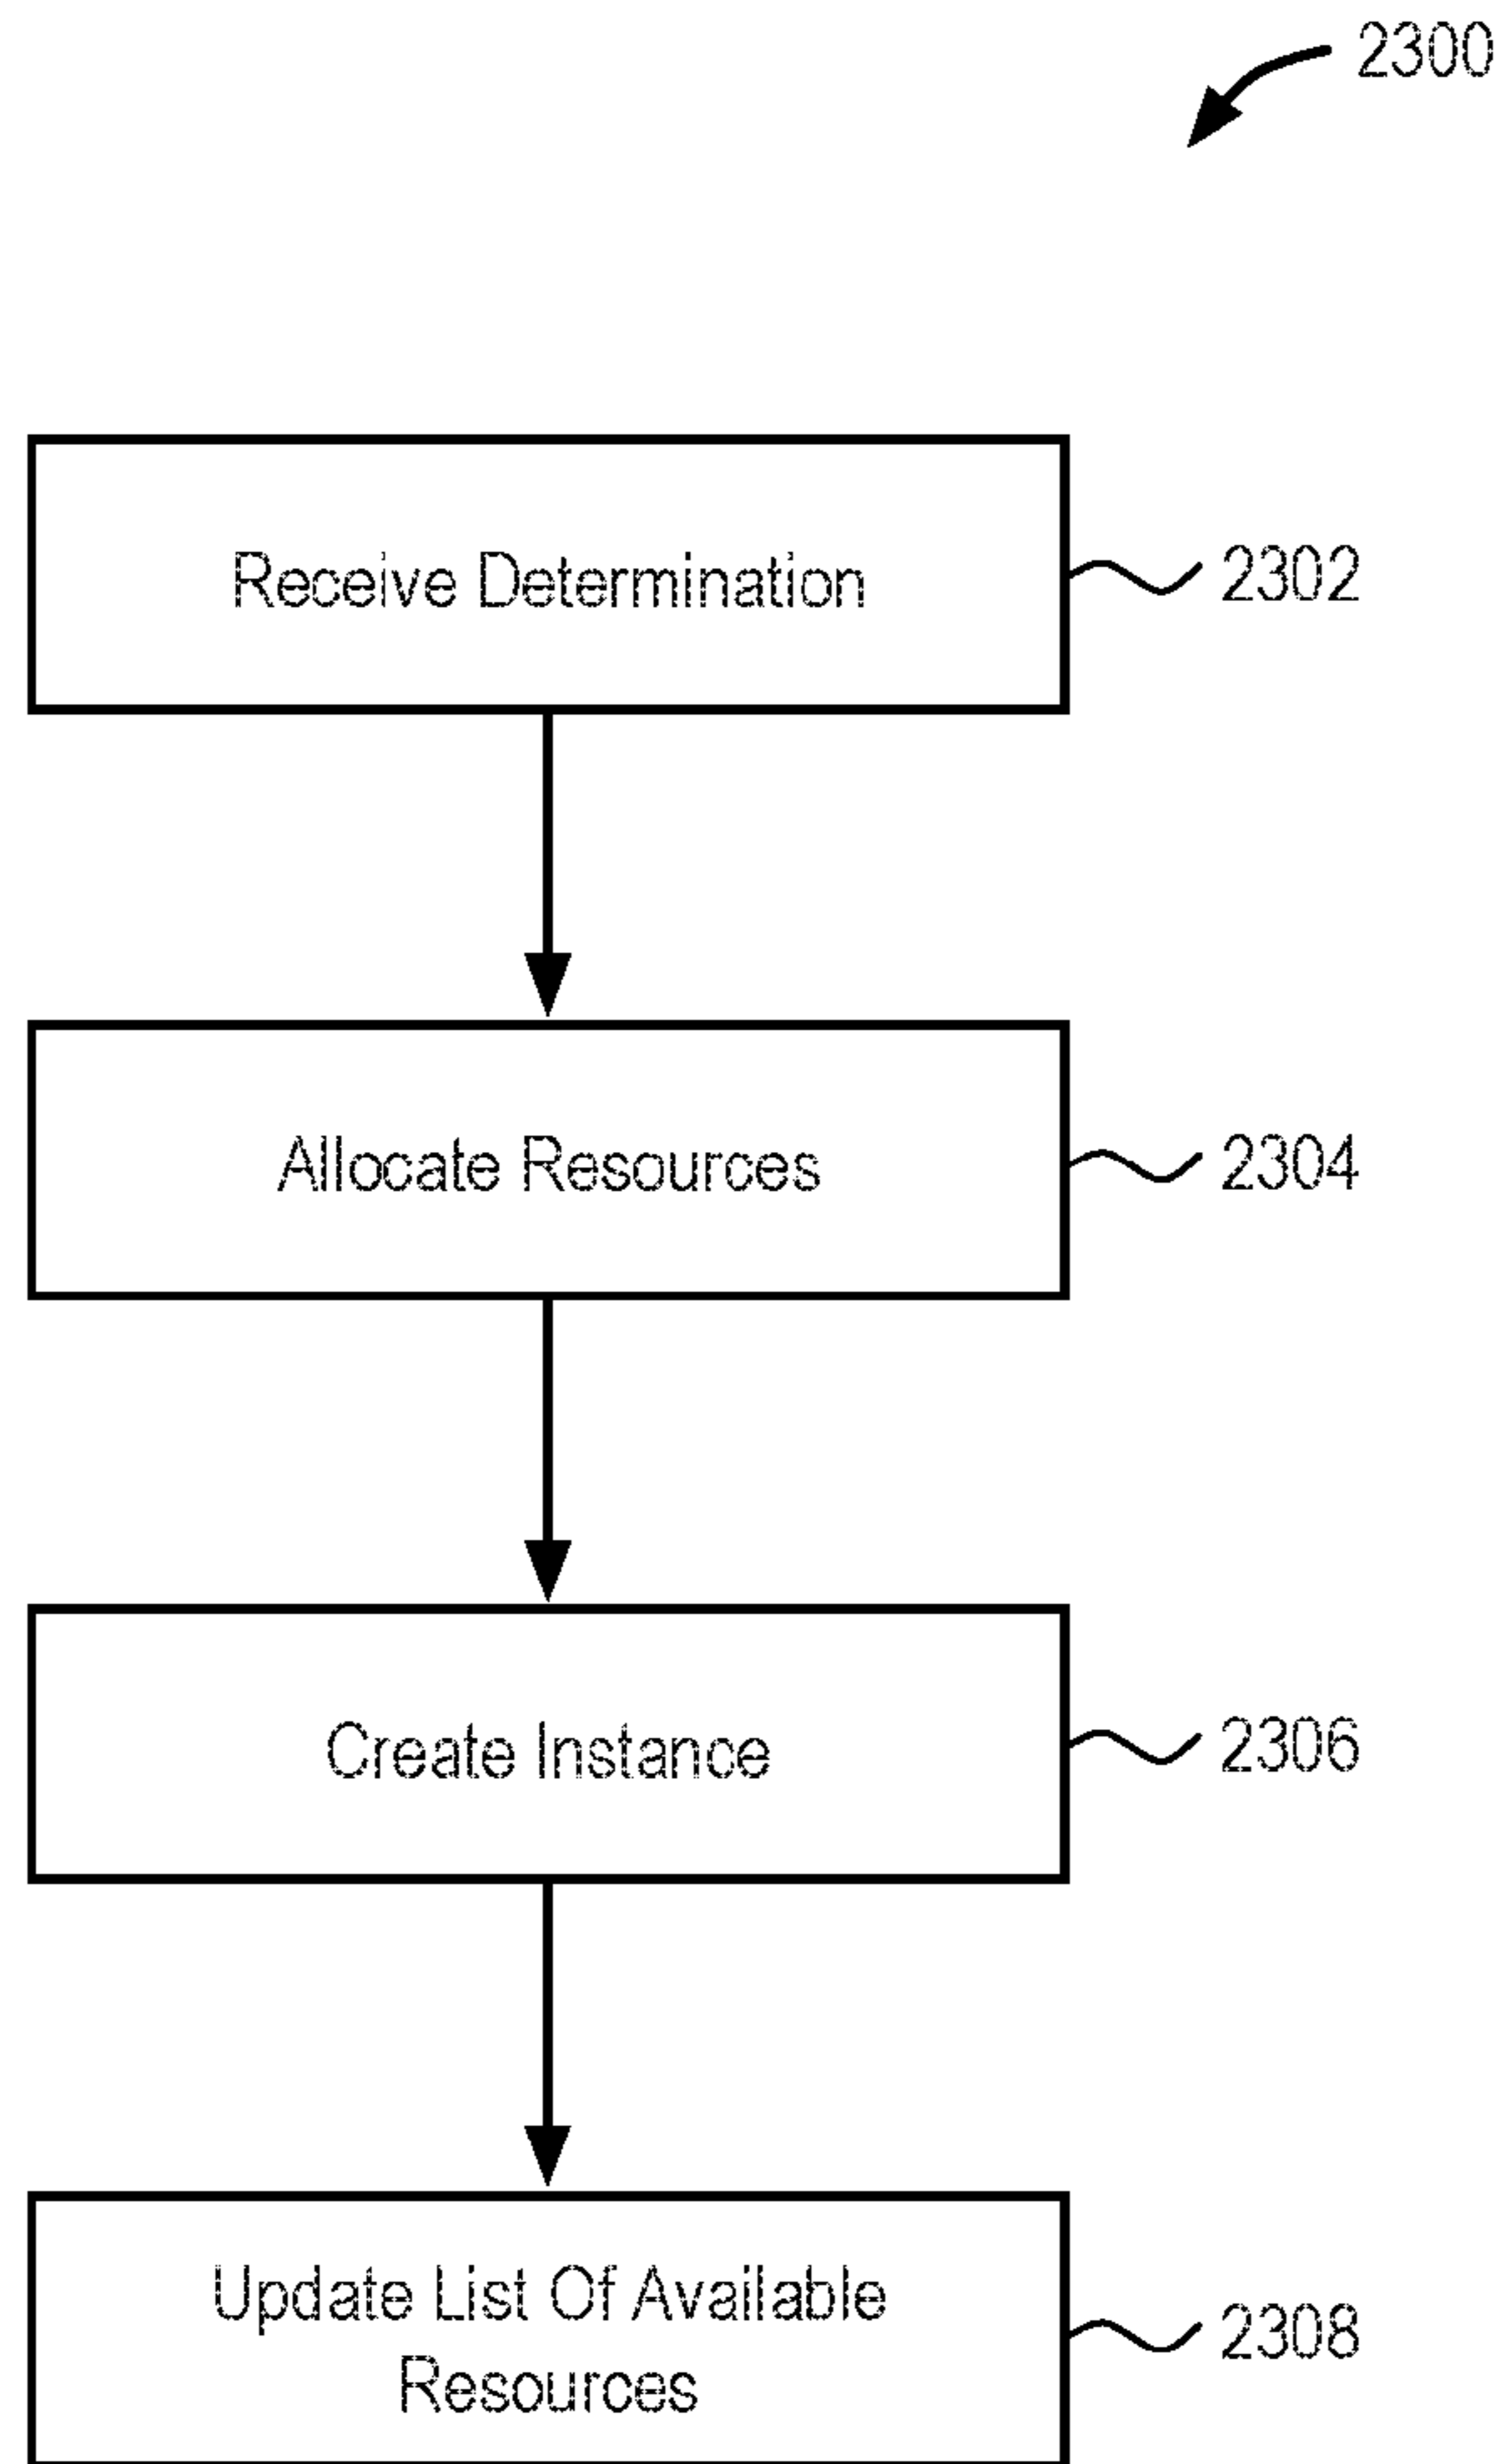 2300
Receive Determination
2302
Allocate Resources
2304
Create Instance
2306
Update List Of Available
Resources
2308